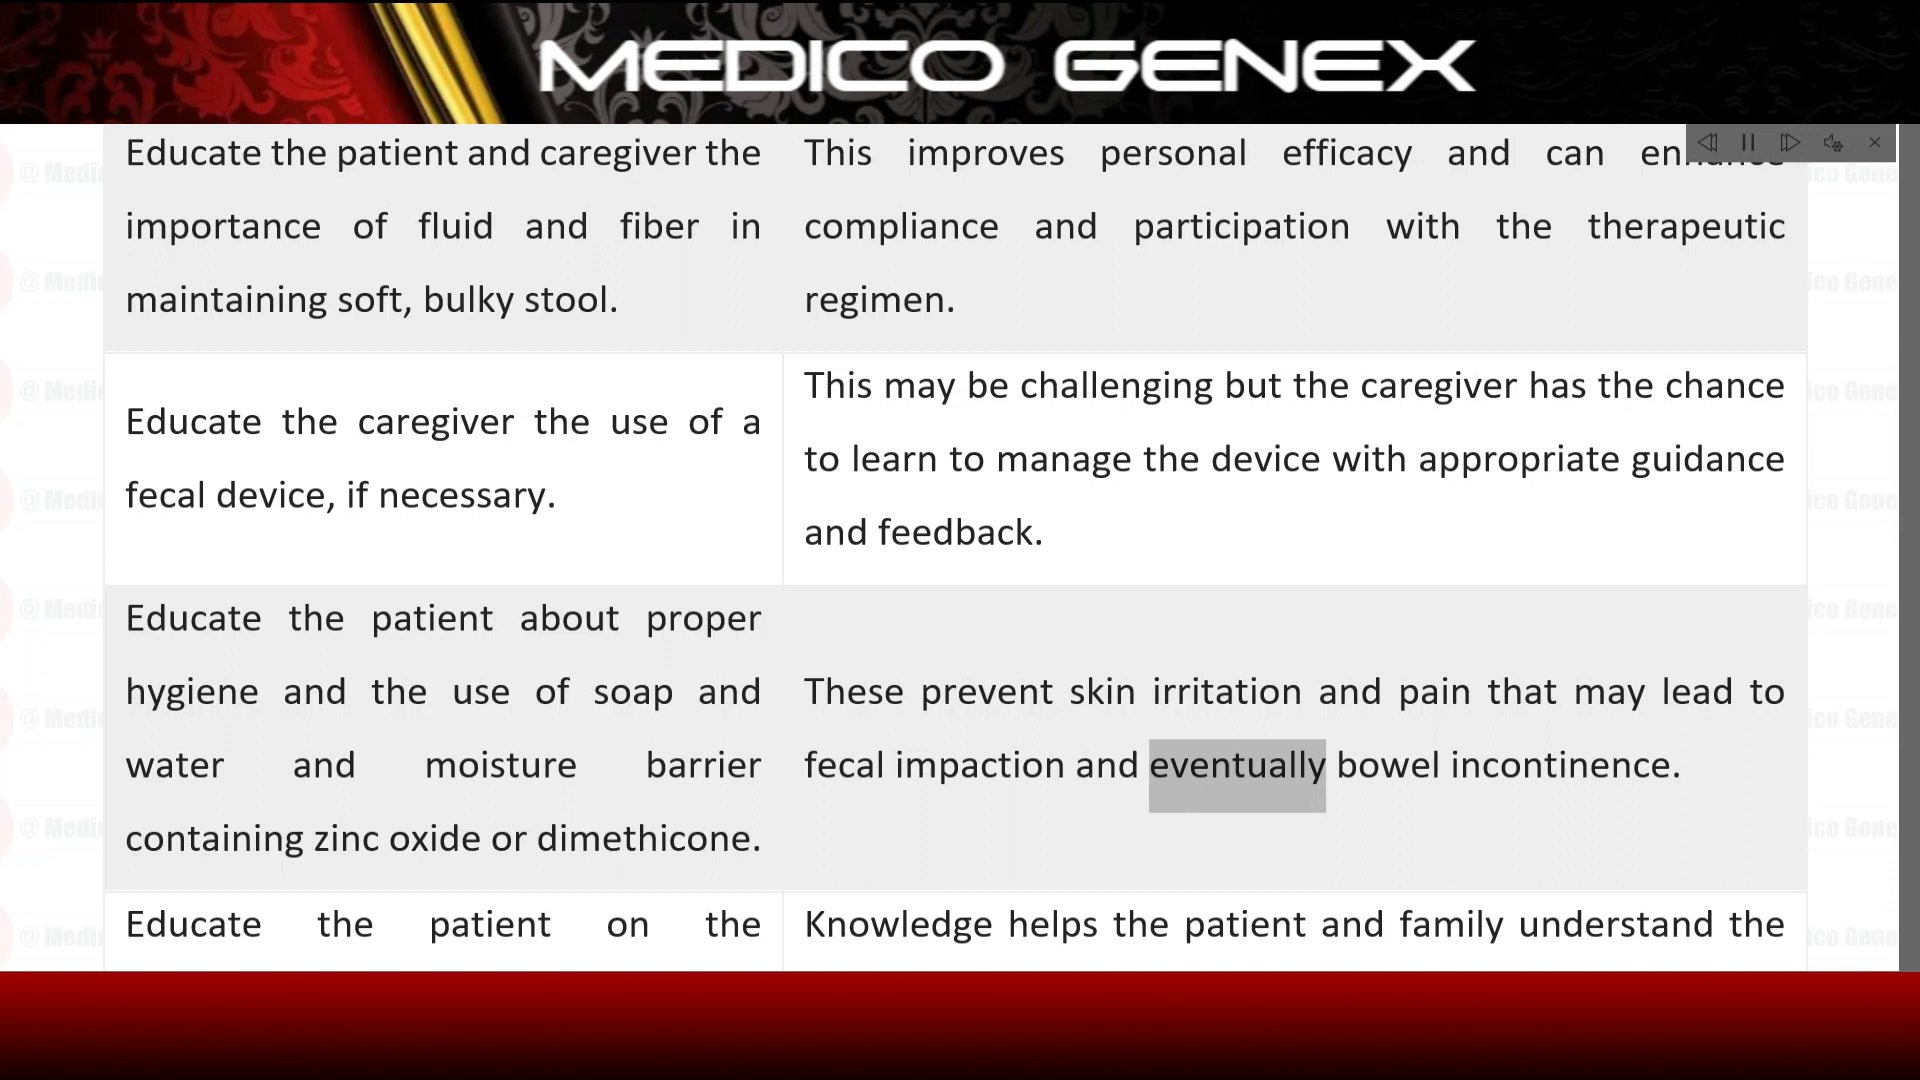 MEDICO GENEX
Educate the patient and caregiver the
importance of fluid and fiber in
maintaining soft, bulky stool.
This improves personal efficacy and can enhance
compliance and participation with the therapeutic
regimen.
Educate the caregiver the use of a
fecal device, if necessary.
This may be challenging but the caregiver has the chance
to learn to manage the device with appropriate guidance
and feedback.
Educate the patient about proper
hygiene and the use of soap and
water and moisture barrier
containing zinc oxide or dimethicone.
These prevent skin irritation and pain that may lead to
fecal impaction and eventually bowel incontinence.
Educate the patient on the
Knowledge helps the patient and family understand the